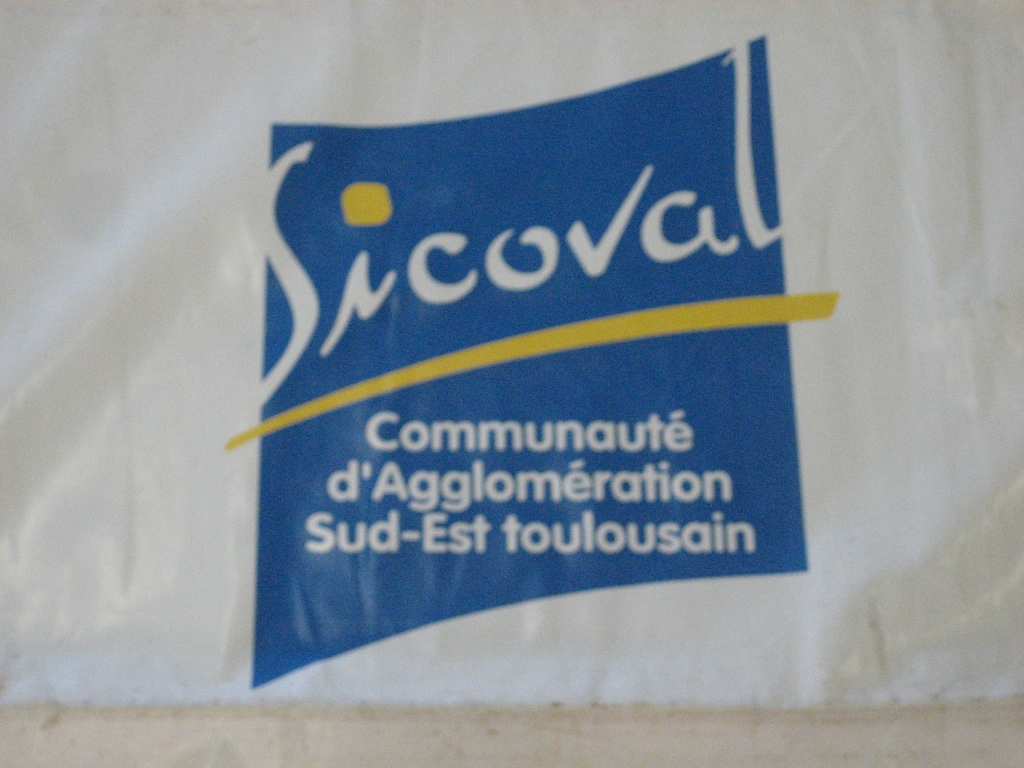 Sicoval
Communauté
d'Agglomération
Sud-Est toulousain